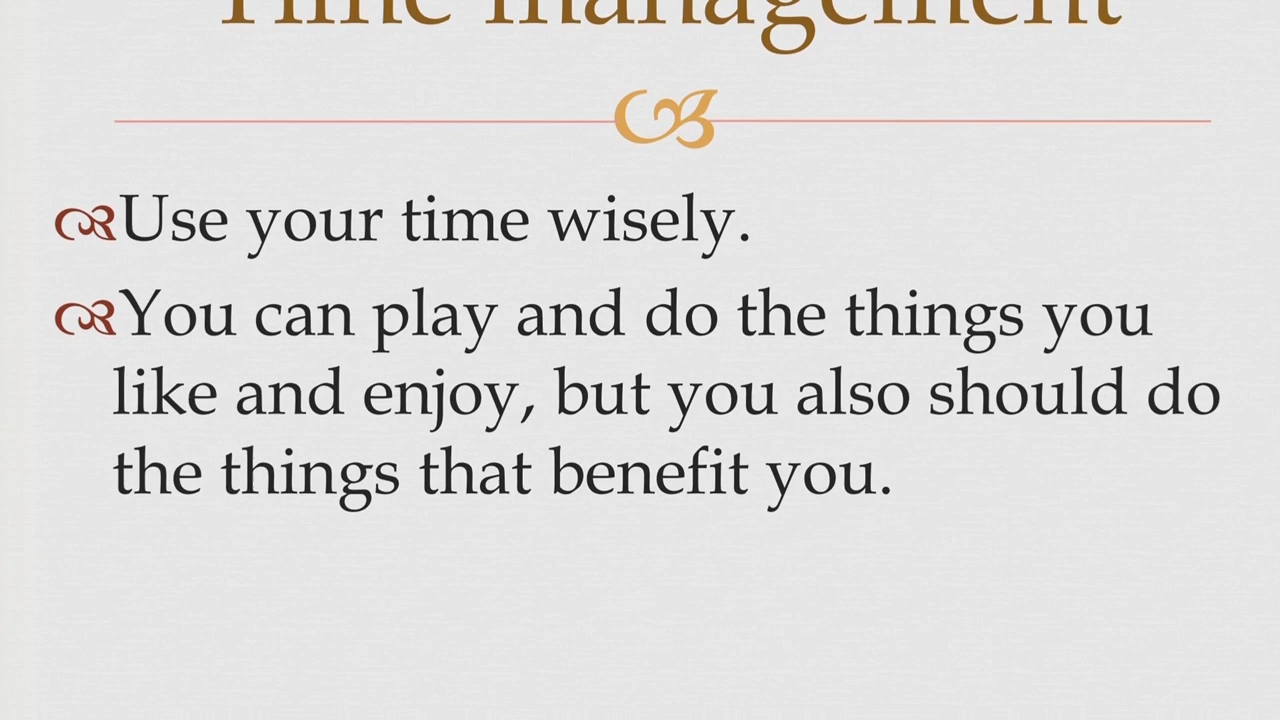 Time management
Use your time wisely.
You can play and do the things you
like and enjoy, but you also should do
the things that benefit you.